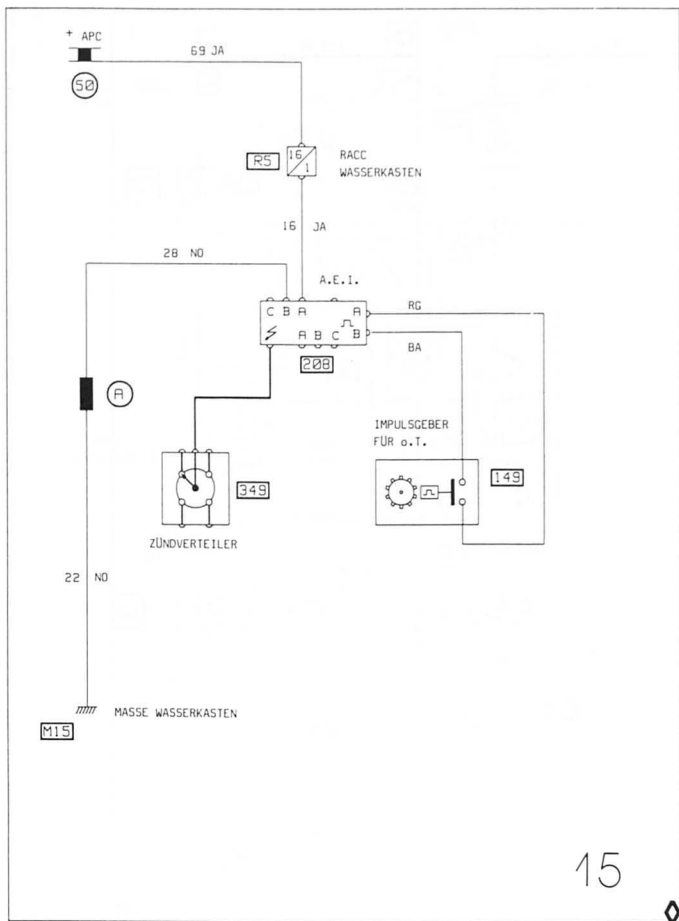 + APC
69 JA
50
R5
16
1
RACC
WASSERKASTEN
16 JA
28 NO
A.E.I.
C B A A
RG
A B C B
BA
208
A
IMPULSGEBER
FÜR o.T.
349
149
ZÜNDVERTEILER
22 NO
MASSE WASSERKASTEN
M15
15